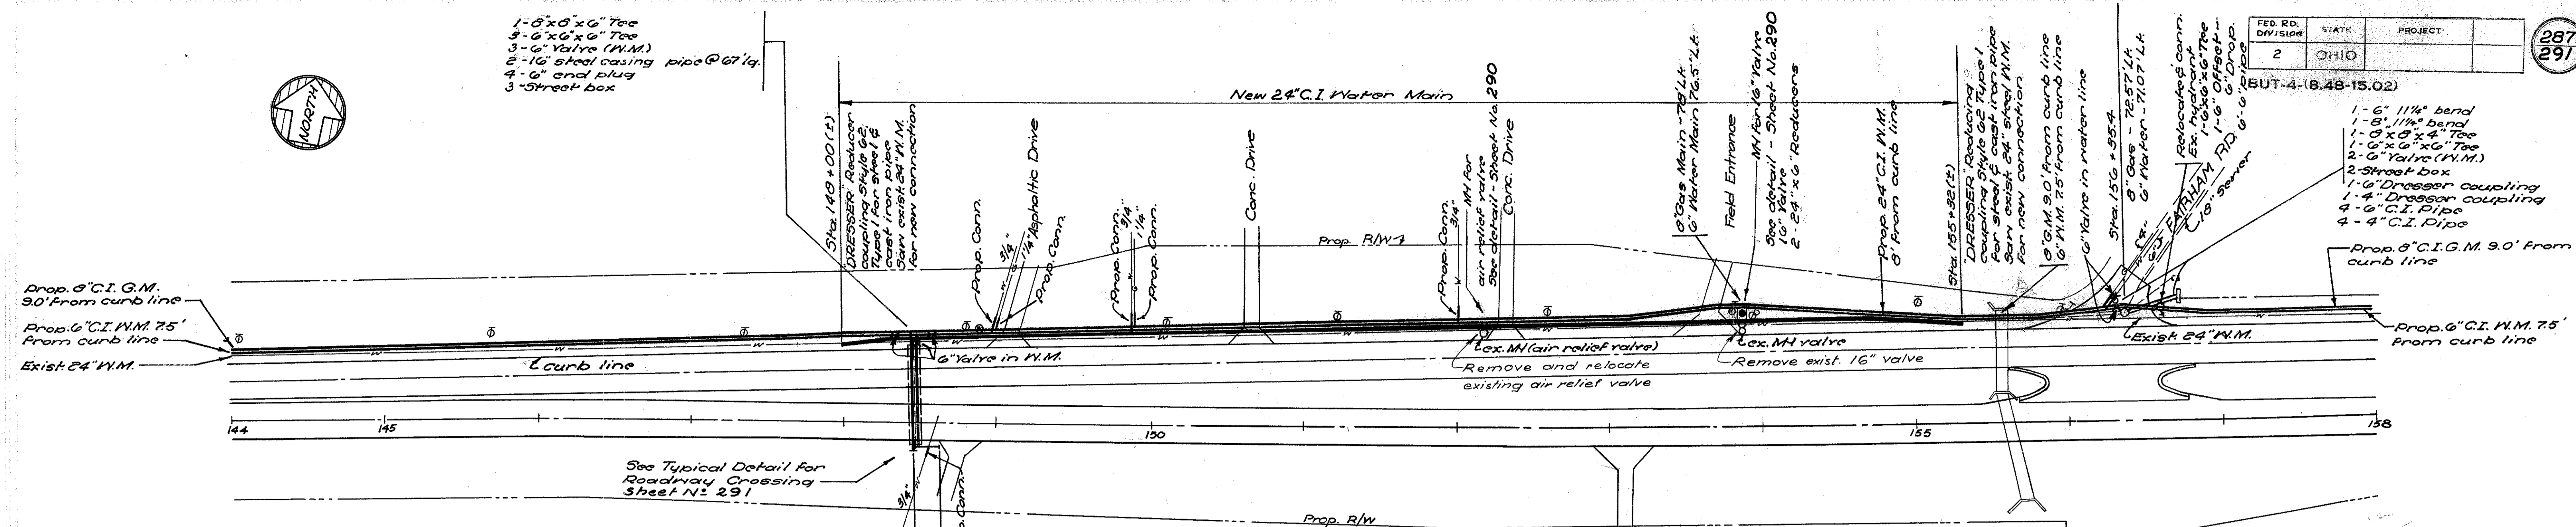 1-8"x8"x6" Tee
3-6"x6"x6" Tee
3-6" Valve (W.M.)
2-16" steel casing pipe @ 67' lg.
4-6" end plug
3-Street box
NORTH
FED. RD. DIVISION
STATE
PROJECT
2
OHIO
287
291
BUT-4-(8.48-15.02)
New 24" C.I. Water Main
Sta. 148+00(±)
"DRESSER" Reducer
coupling Style 62,
Type 1 for steel &
cast iron pipe
Saw exist. 24" W.M.
for new connection
Prop. Conn.
3/4"
1 1/4"
Asphaltic Drive
Prop. Conn.
Prop. Conn.
3/4"
1 1/4"
Prop. Conn.
Conc. Drive
Prop. R/W
Prop. Conn.
3/4"
MH for
air relief valve
See detail - Sheet No. 290
Conc. Drive
8" Gas Main - 78' Lt.
6" Water Main 76.5' Lt.
Field Entrance
MH for 16" Valve
See detail - Sheet No. 290
16" Valve
2-24"x6" Reducers
Prop. 24" C.I. W.M.
8' from curb line
Sta. 155+32(±)
"DRESSER" Reducing
Coupling Style 62 Type 1
for steel & cast iron pipe
Saw exist. 24" steel W.M.
for new connection
8" G.M. 9.0' from curb line
6" W.M. 7.5' from curb line
6" Valve in water line
Sta. 156+35.4
8" Gas - 72.57' Lt.
6" Water - 71.07' Lt.
Relocate & conn.
Ex. hydrant
1-6"x6"x6" Tee
1-6" Offset -
6" Drop.
6'-6" pipe
FAIRHAM RD.
18" Sewer
1-6" 11 1/4° bend
1-8" 11 1/4° bend
1-8"x8"x4" Tee
1-6"x6"x6" Tee
2-6" Valve (W.M.)
2-Street box
1-6" Dresser coupling
1-4" Dresser coupling
4-6" C.I. Pipe
4-4" C.I. Pipe
Prop. 8" C.I. G.M. 9.0' from
curb line
Prop. 6" C.I. W.M. 7.5'
from curb line
Exist. 24" W.M.
Prop. 8" C.I. G.M.
9.0' from curb line
Prop. 6" C.I. W.M. 7.5'
from curb line
Exist. 24" W.M.
curb line
6" Valve in W.M.
ex. MH (air relief valve)
Remove and relocate
existing air relief valve
ex. MH valve
Remove exist. 16" valve
144
145
150
155
158
See Typical Detail for
Roadway Crossing
Sheet Nº 291
3/4"
Prop. R/W